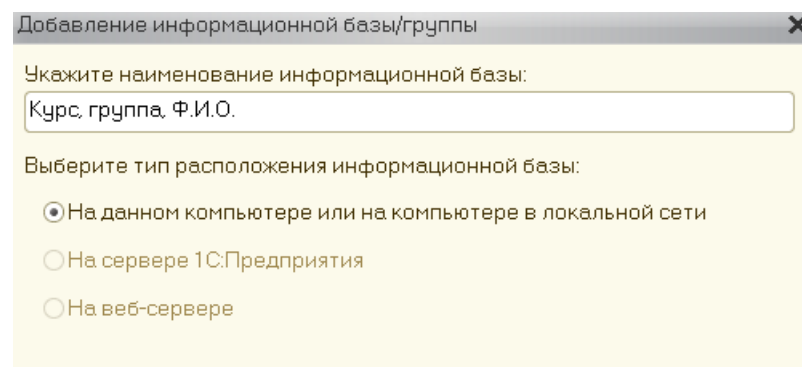 Добавление информационной базы/группы
Укажите наименование информационной базы:
Курс, группа, Ф.И.О.
Выберите тип расположения информационной базы:
На данном компьютере или на компьютере в локальной сети
На сервере 1С:Предприятия
На веб-сервере